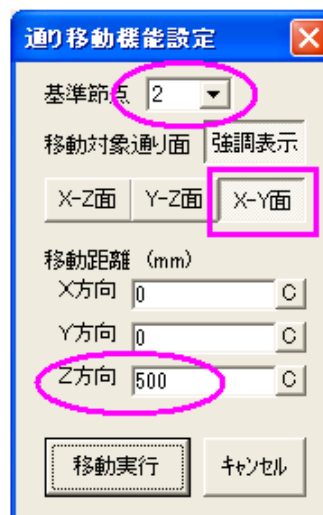 通り移動機能設定
基準節点 2
移動対象通り面 強調表示
X-Z面 Y-Z面 X-Y面
移動距離 (mm)
X方向 0 C
Y方向 0 C
Z方向 500 C
移動実行 キャンセル